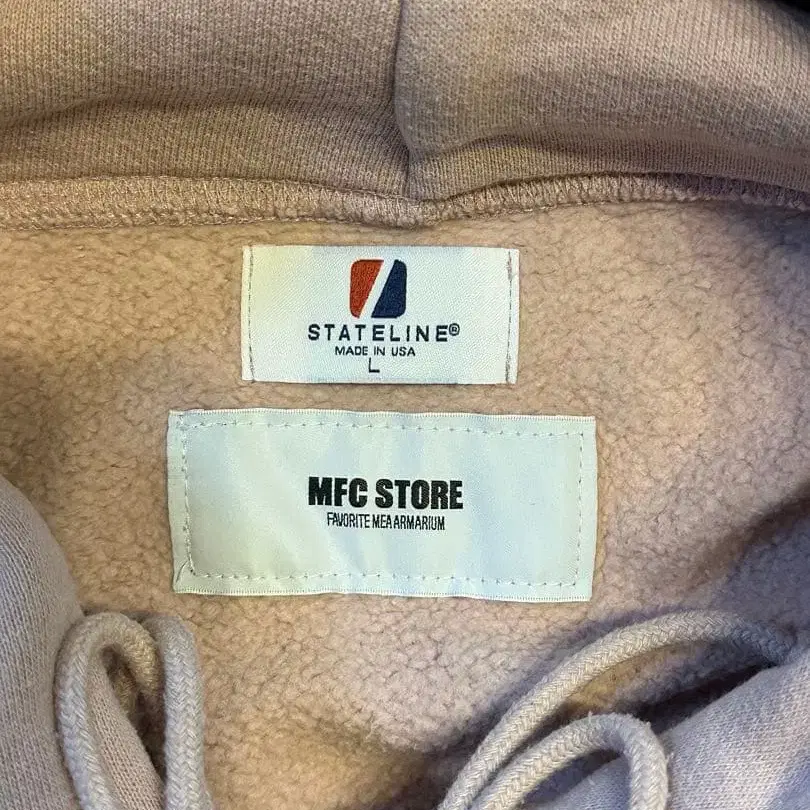 STATELINE®
MADE IN USA
L
MFC STORE
FAVORITE MEA ARMARIUM